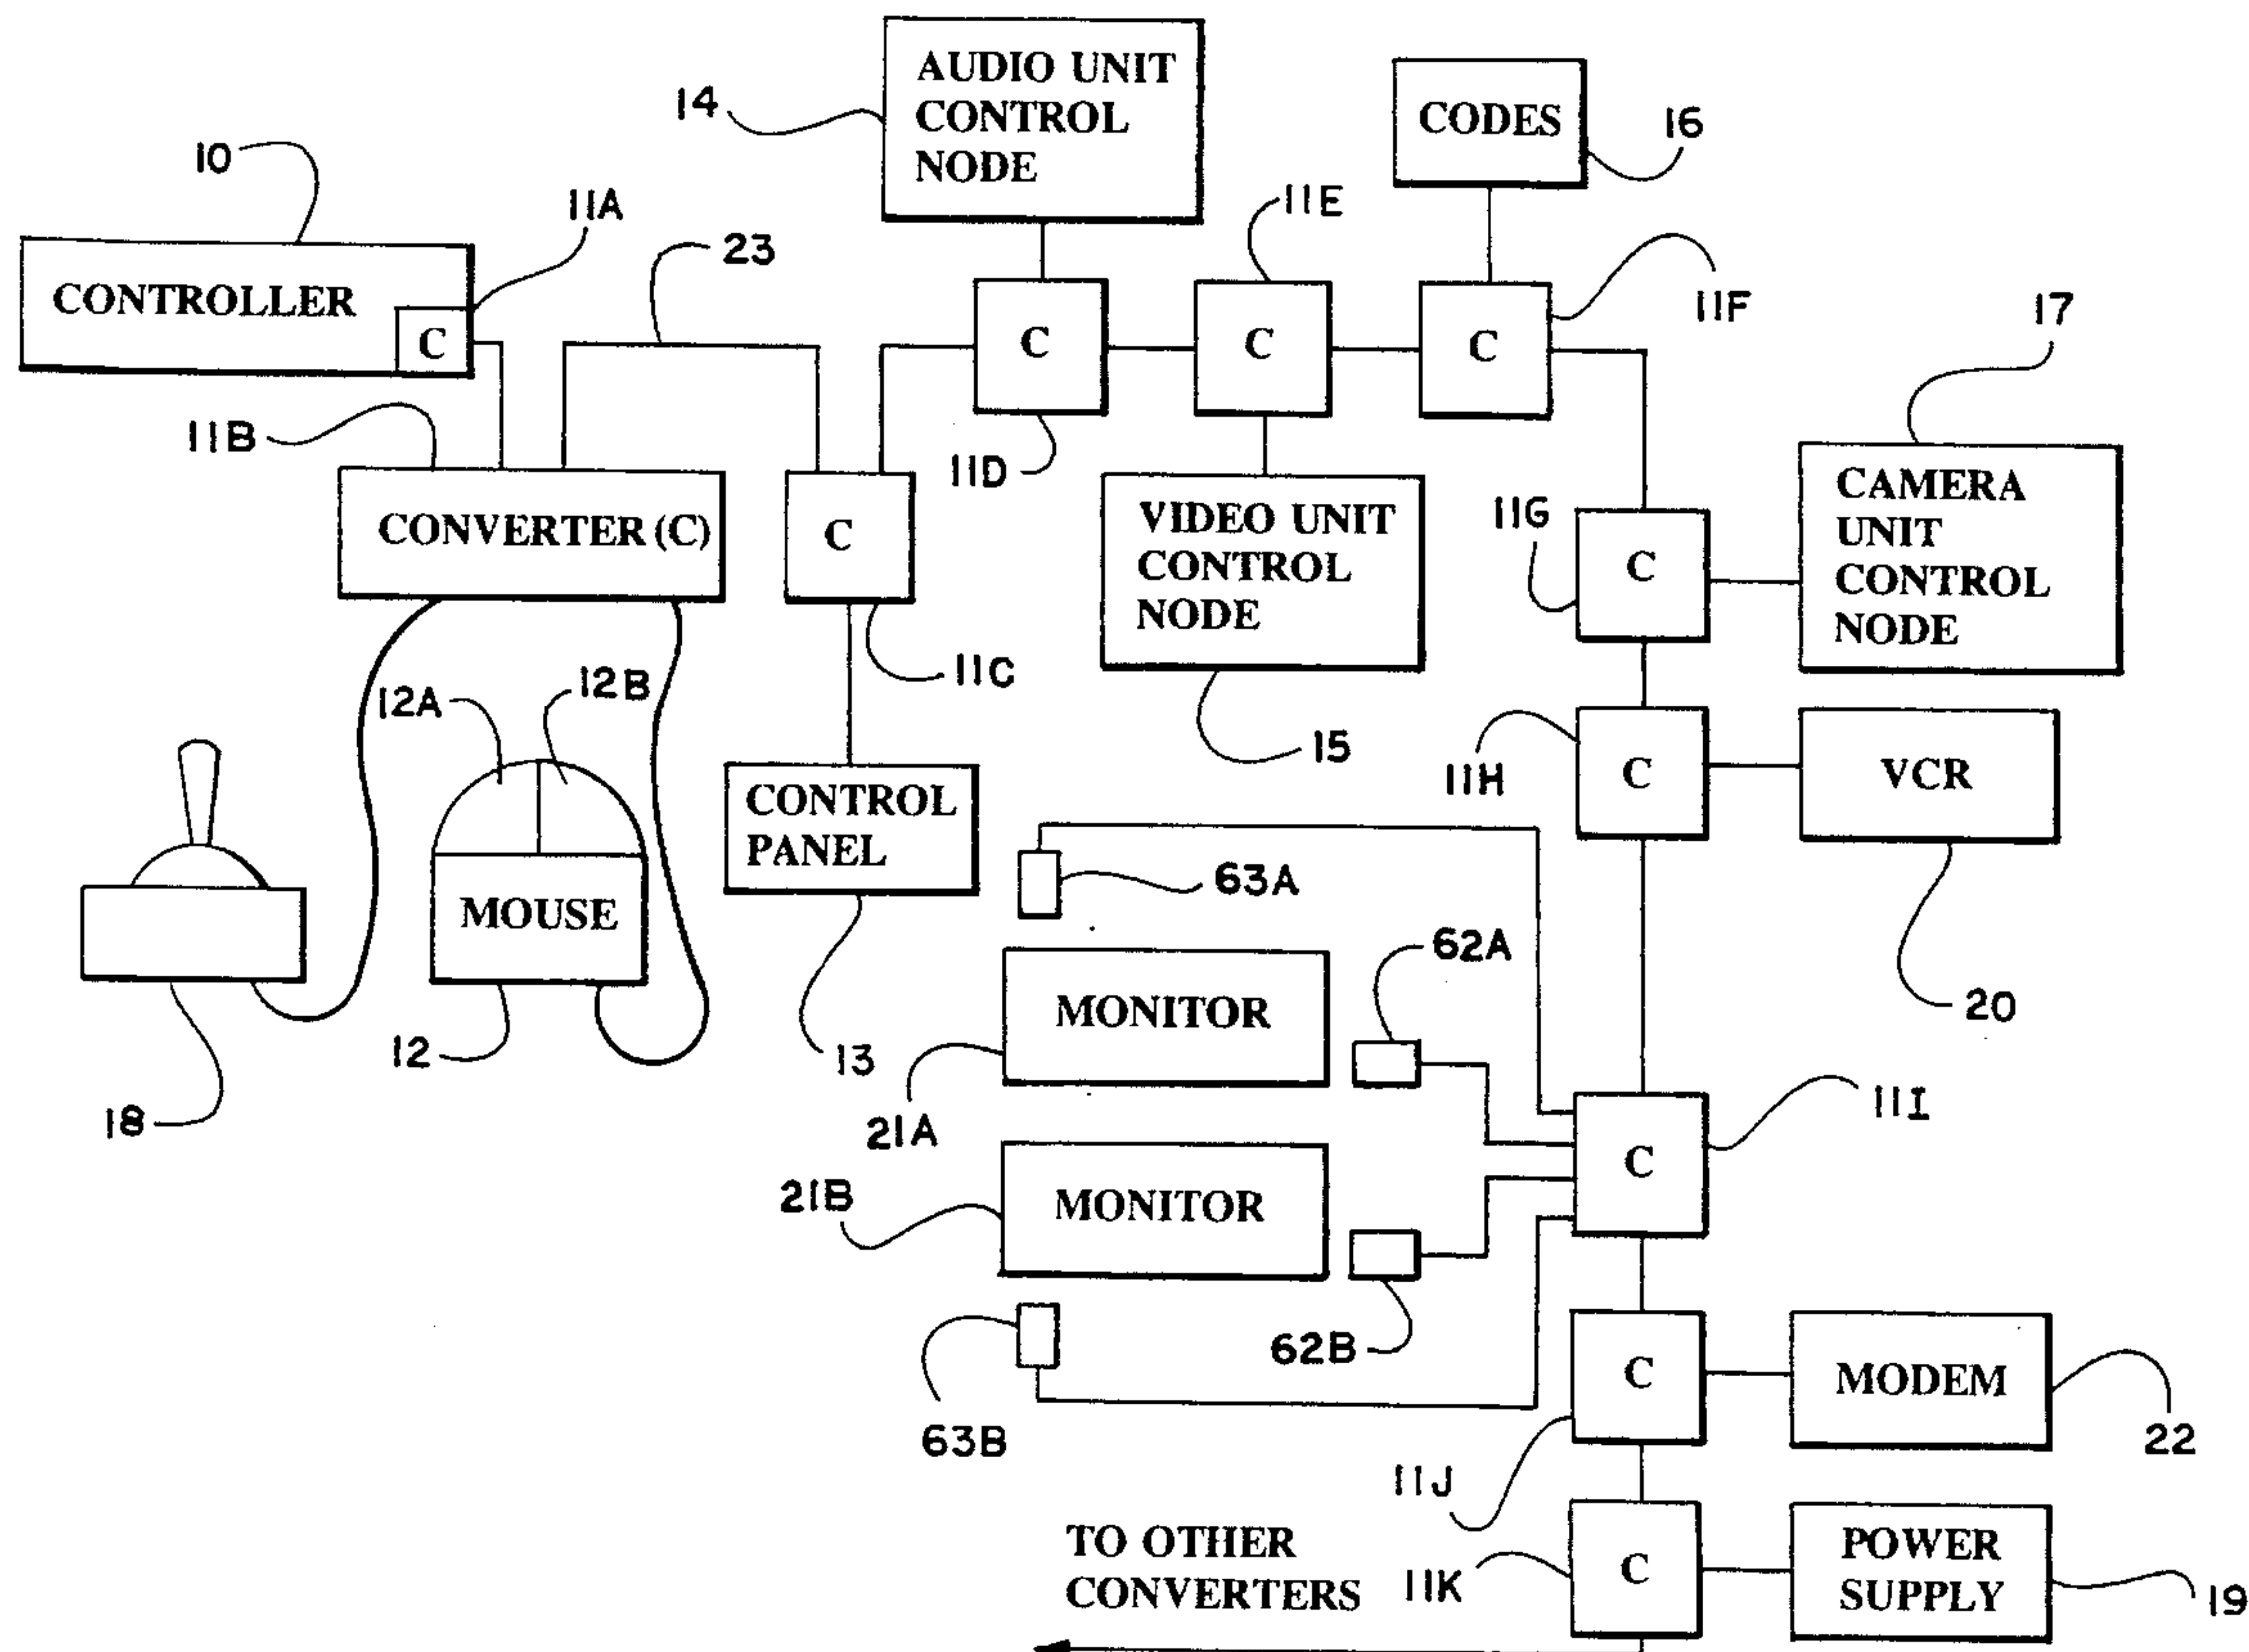 AUDIO UNIT
CONTROL
NODE
14
CODES
16
10
11A
11E
CONTROLLER
C
23
C
C
C
11F
17
11B
11D
CONVERTER (C)
C
VIDEO UNIT
CONTROL
NODE
11G
C
CAMERA
UNIT
CONTROL
NODE
11C
12A
12B
15
11H
C
VCR
CONTROL
PANEL
63A
MOUSE
62A
20
MONITOR
12
13
18
21A
11I
C
21B
MONITOR
62B
63B
C
MODEM
22
11J
TO OTHER
CONVERTERS
11K
C
POWER
SUPPLY
19